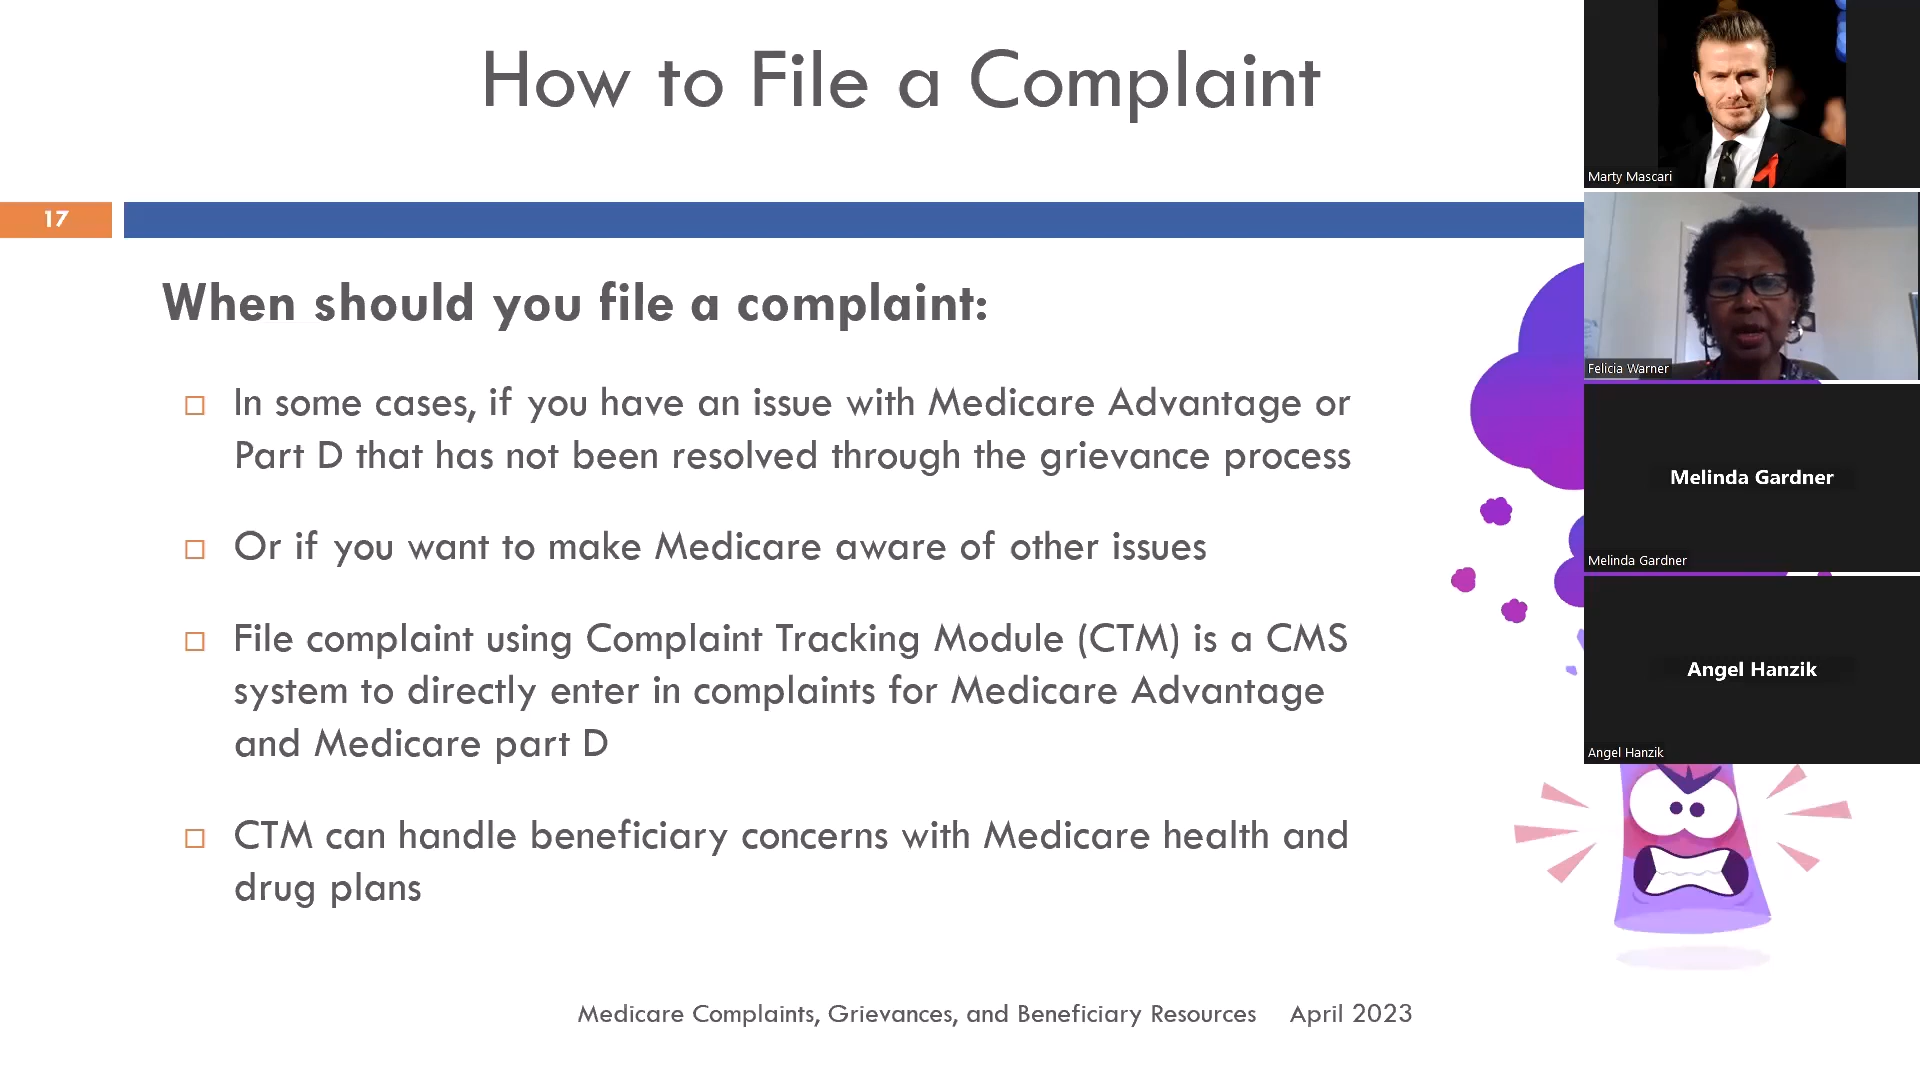 How to File a Complaint
17
When should you file a complaint:
In some cases, if you have an issue with Medicare Advantage or
Part D that has not been resolved through the grievance process
Or if you want to make Medicare aware of other issues
File complaint using Complaint Tracking Module (CTM) is a CMS
system to directly enter in complaints for Medicare Advantage
and Medicare part D
CTM can handle beneficiary concerns with Medicare health and
drug plans
Medicare Complaints, Grievances, and Beneficiary Resources April 2023
Marty Mascari
Felicia Warner
Melinda Gardner
Melinda Gardner
Angel Hanzik
Angel Hanzik